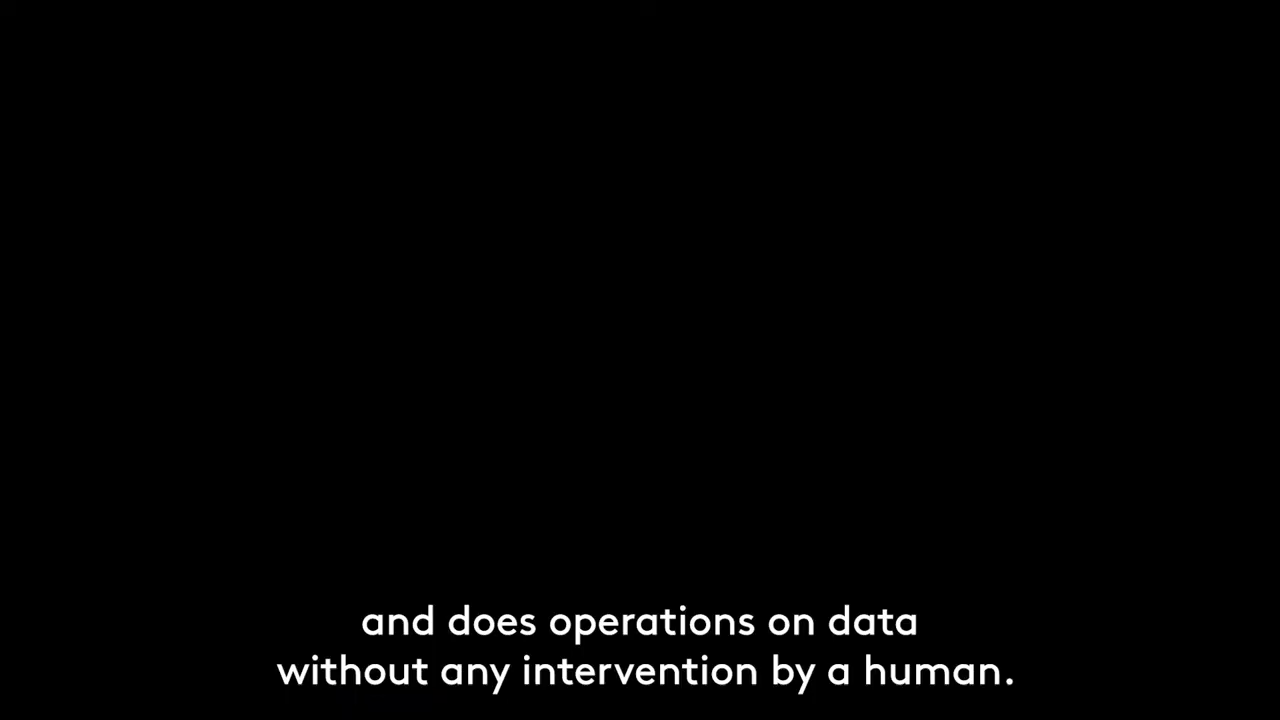 and does operations on data
without any intervention by a human.